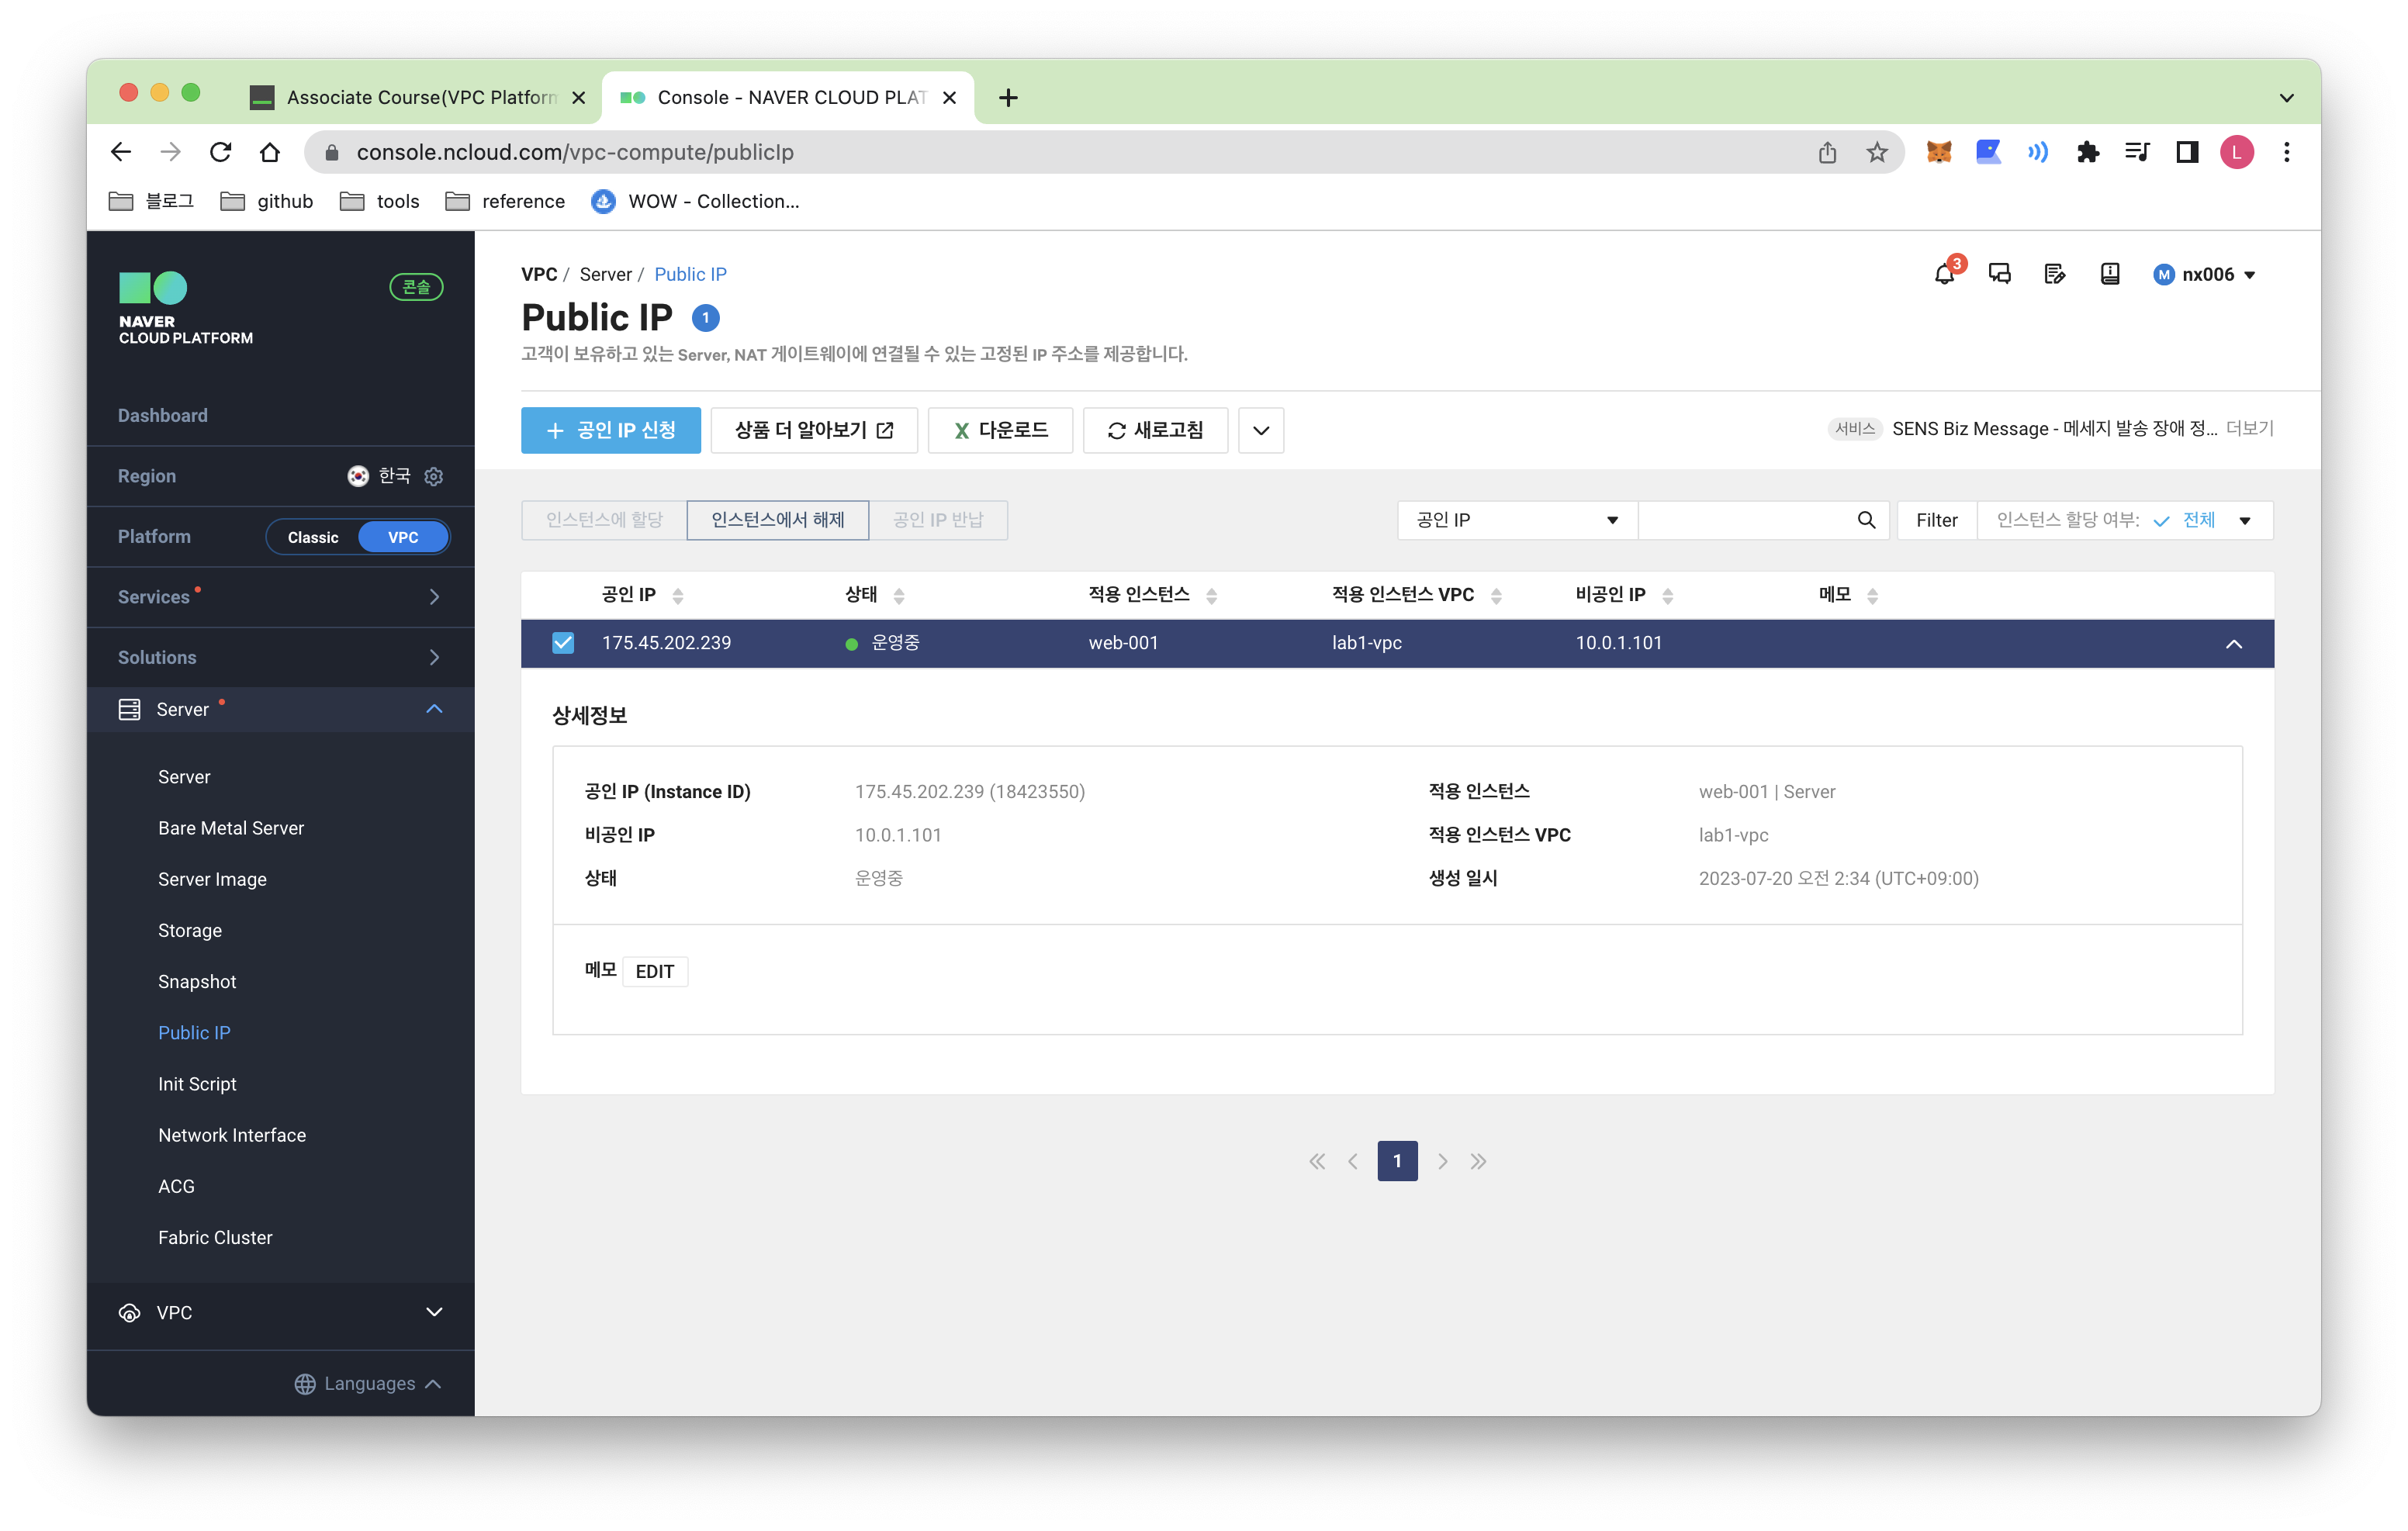 Associate Course(VPC Platform
Console - NAVER CLOUD PLAT
console.ncloud.com/vpc-compute/publicIp
L
블로그
github
tools
reference
WOW - Collection...
NAVER
CLOUD PLATFORM
콘솔
Dashboard
Region
한국
Platform
Classic
VPC
Services
Solutions
Server
Server
Bare Metal Server
Server Image
Storage
Snapshot
Public IP
Init Script
Network Interface
ACG
Fabric Cluster
VPC
Languages
VPC / Server / Public IP
3
M nx006
Public IP 1
고객이 보유하고 있는 Server, NAT 게이트웨이에 연결될 수 있는 고정된 IP 주소를 제공합니다.
+ 공인 IP 신청
상품 더 알아보기
X 다운로드
새로고침
서비스 SENS Biz Message - 메세지 발송 장애 정... 더보기
인스턴스에 할당
인스턴스에서 해제
공인 IP 반납
공인 IP
Filter
인스턴스 할당 여부: 전체
공인 IP 상태 적용 인스턴스 적용 인스턴스 VPC 비공인 IP 메모
175.45.202.239 운영중 web-001 lab1-vpc 10.0.1.101
상세정보
공인 IP (Instance ID) 175.45.202.239 (18423550) 적용 인스턴스 web-001 | Server
비공인 IP 10.0.1.101 적용 인스턴스 VPC lab1-vpc
상태 운영중 생성 일시 2023-07-20 오전 2:34 (UTC+09:00)
메모 EDIT
1